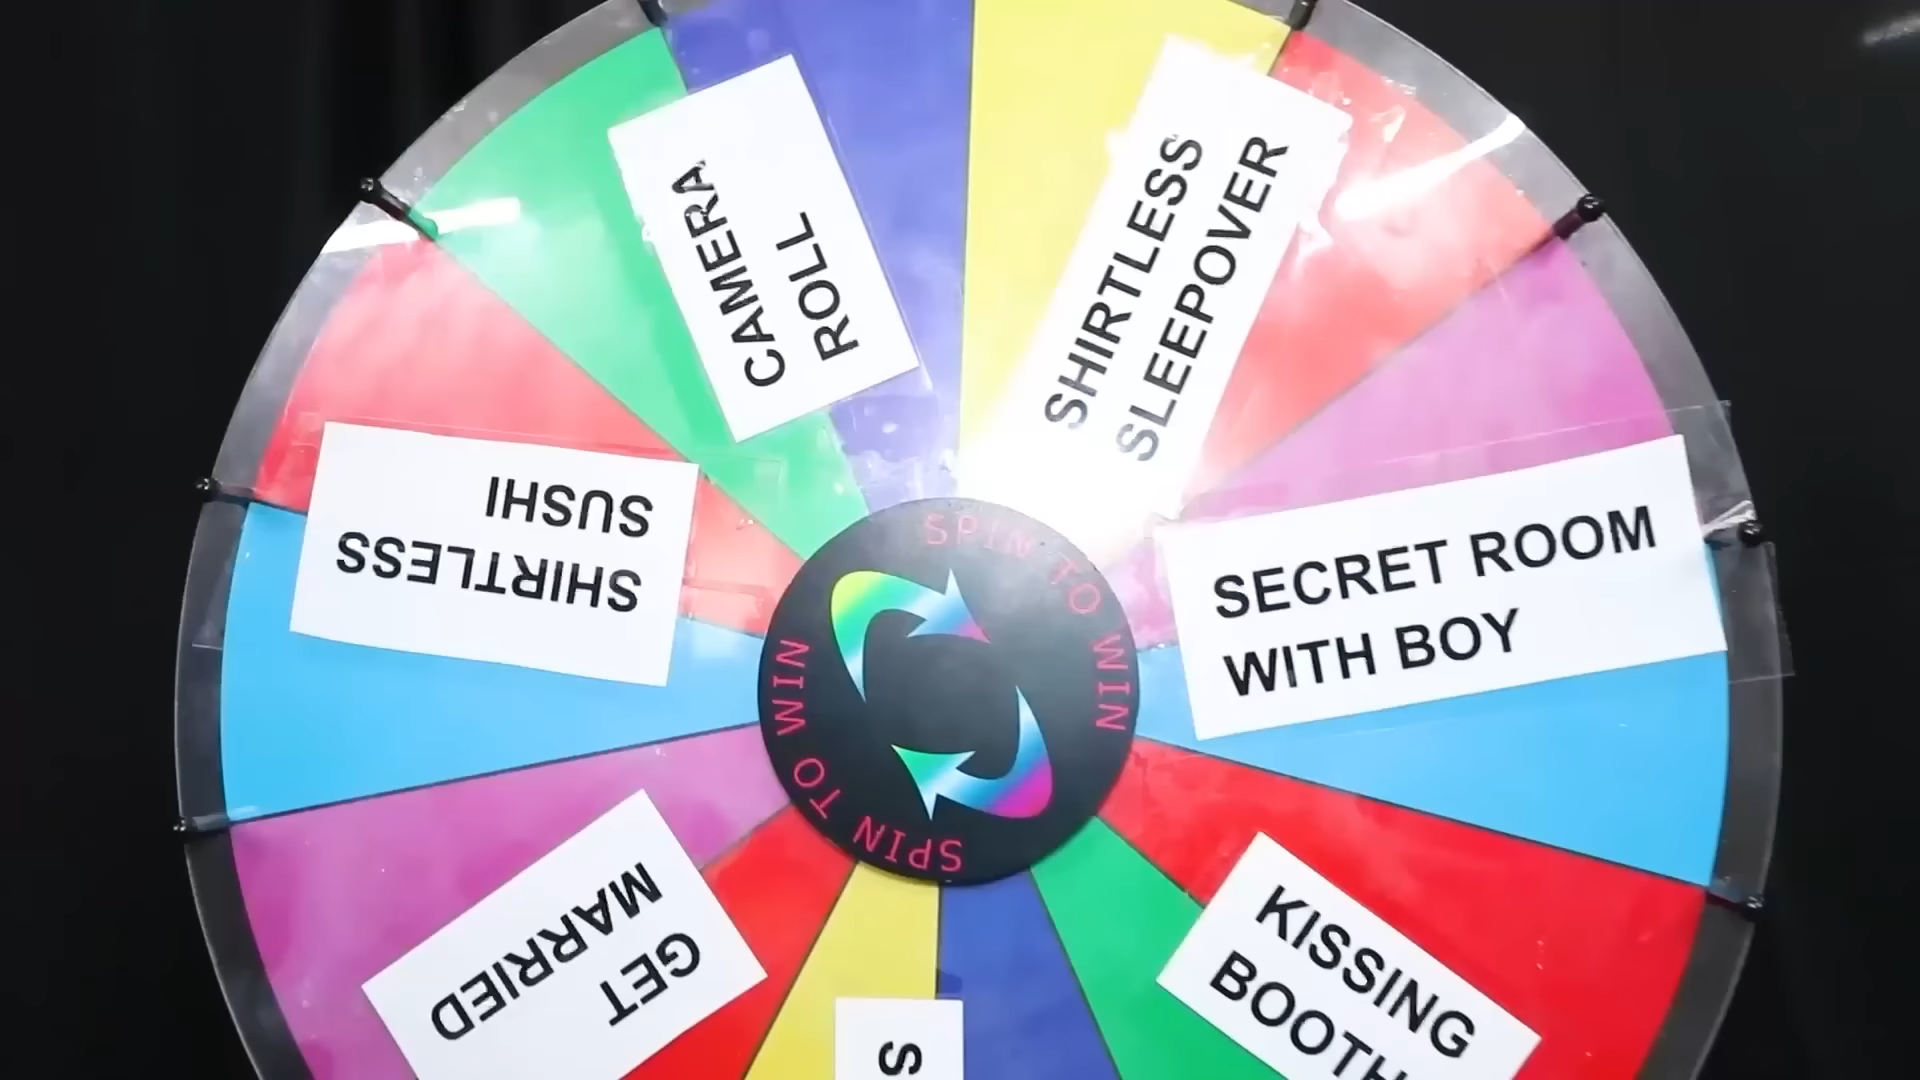 CAMERA
ROLL
SHIRTLESS
SLEEPOVER
SECRET ROOM
WITH BOY
KISSING
BOOTH
S
GET
MARRIED
SHIRTLESS
SUSHI
SPIN TO WIN
SPIN TO WIN